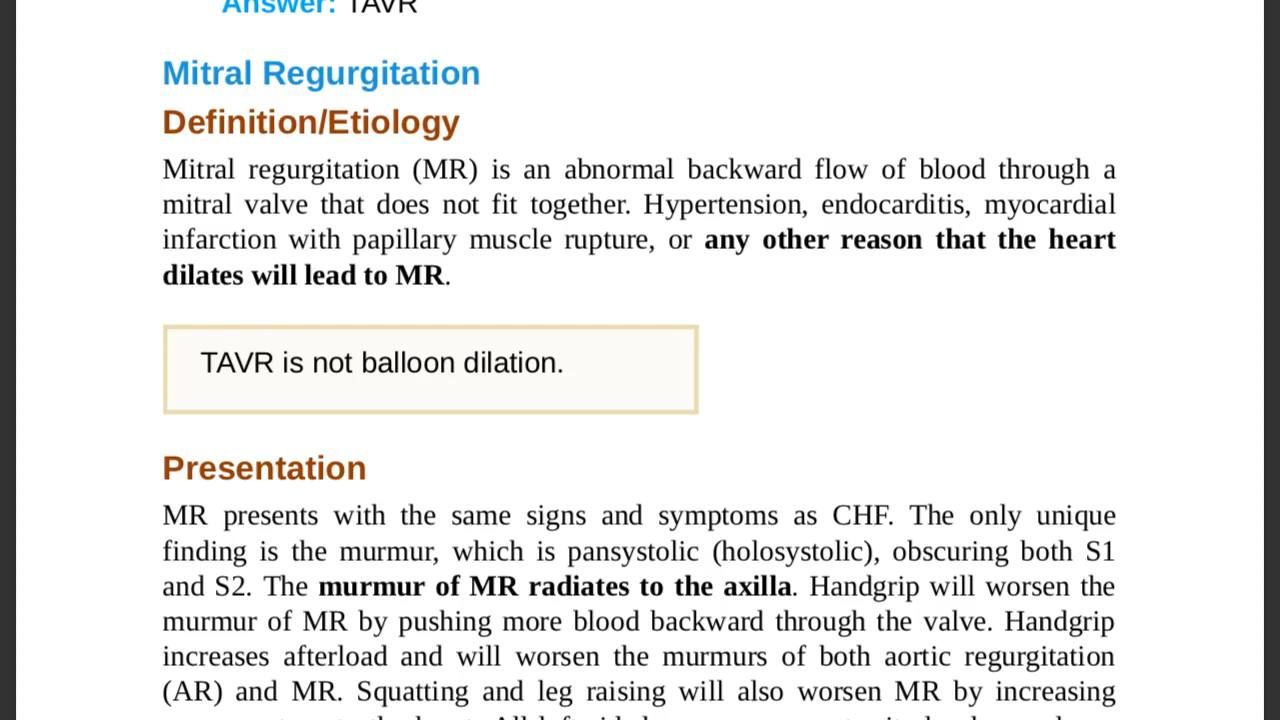 Answer: TAVR
Mitral Regurgitation
Definition/Etiology
Mitral regurgitation (MR) is an abnormal backward flow of blood through a
mitral valve that does not fit together. Hypertension, endocarditis, myocardial
infarction with papillary muscle rupture, or any other reason that the heart
dilates will lead to MR.
TAVR is not balloon dilation.
Presentation
MR presents with the same signs and symptoms as CHF. The only unique
finding is the murmur, which is pansystolic (holosystolic), obscuring both S1
and S2. The murmur of MR radiates to the axilla. Handgrip will worsen the
murmur of MR by pushing more blood backward through the valve. Handgrip
increases afterload and will worsen the murmurs of both aortic regurgitation
(AR) and MR. Squatting and leg raising will also worsen MR by increasing